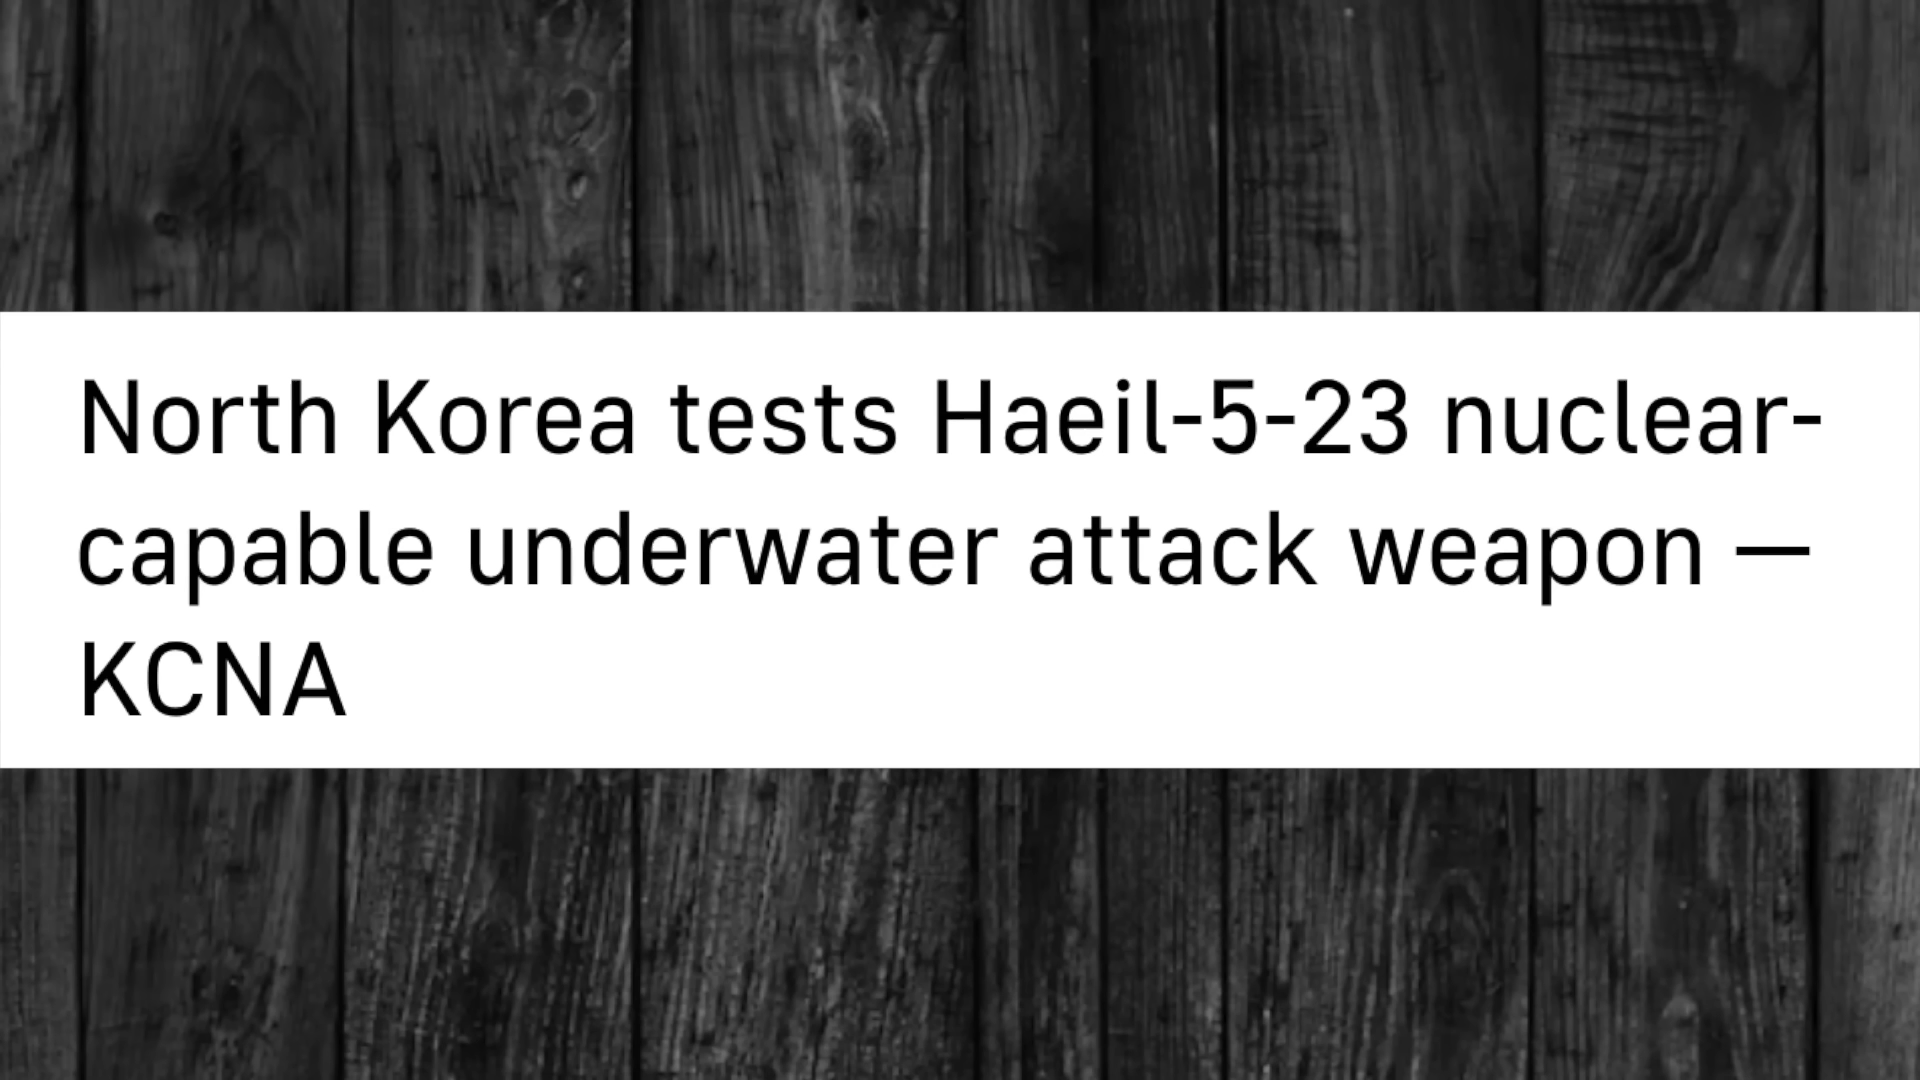 North Korea tests Haeil-5-23 nuclear-
capable underwater attack weapon —
KCNA